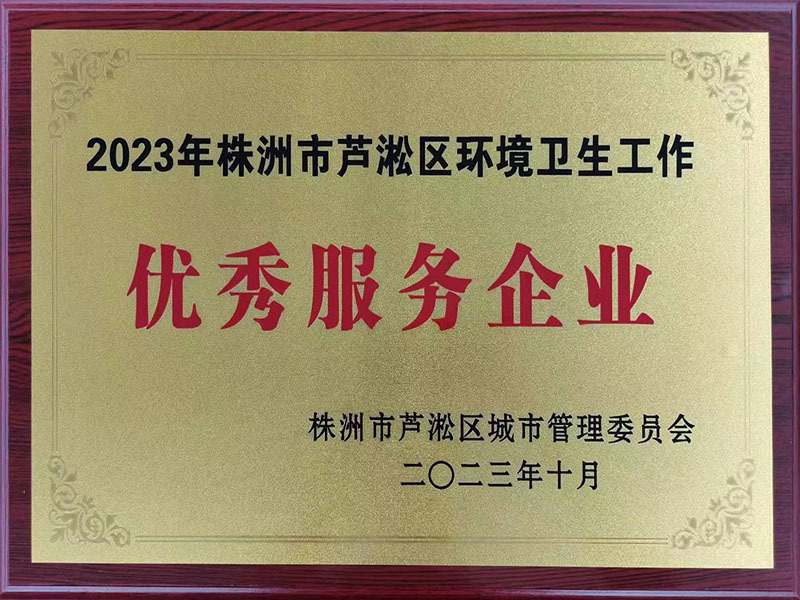 2023年株洲市芦淞区环境卫生工作
优秀服务企业
株洲市芦淞区城市管理委员会
二〇二三年十月